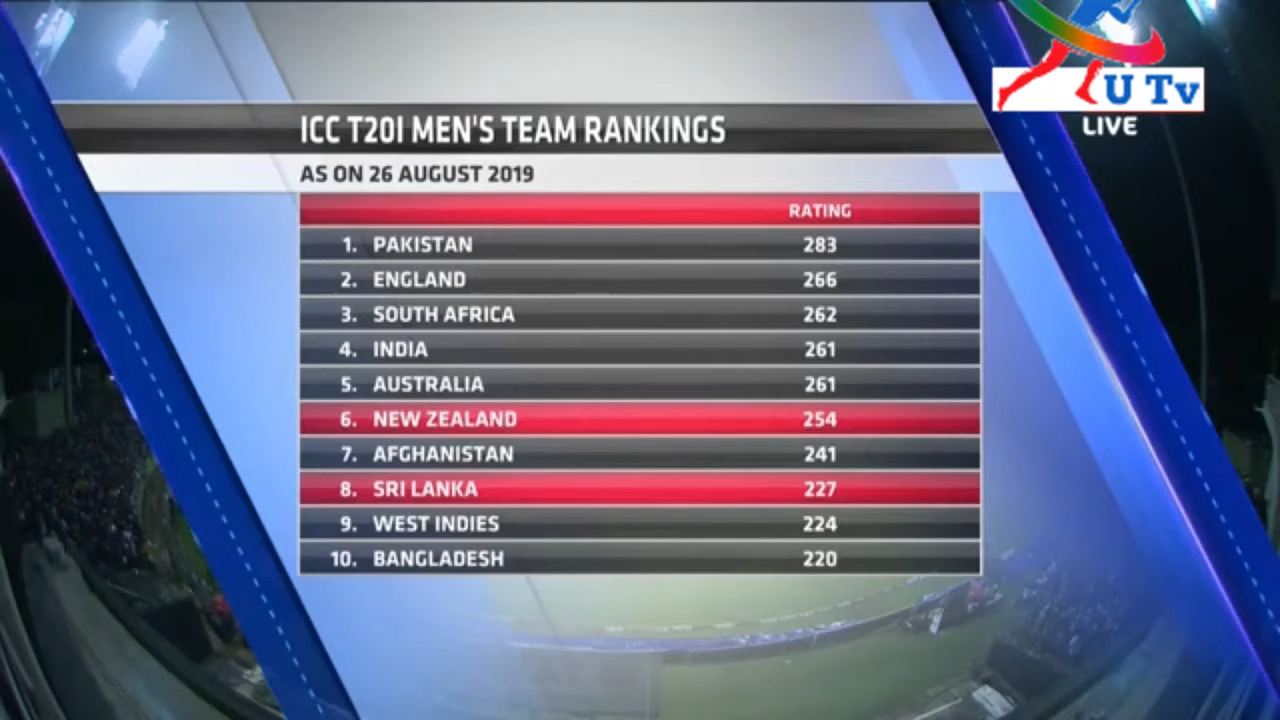 U Tv
LIVE
ICC T20I MEN'S TEAM RANKINGS
AS ON 26 AUGUST 2019
RATING
1. PAKISTAN 283
2. ENGLAND 266
3. SOUTH AFRICA 262
4. INDIA 261
5. AUSTRALIA 261
6. NEW ZEALAND 254
7. AFGHANISTAN 241
8. SRI LANKA 227
9. WEST INDIES 224
10. BANGLADESH 220